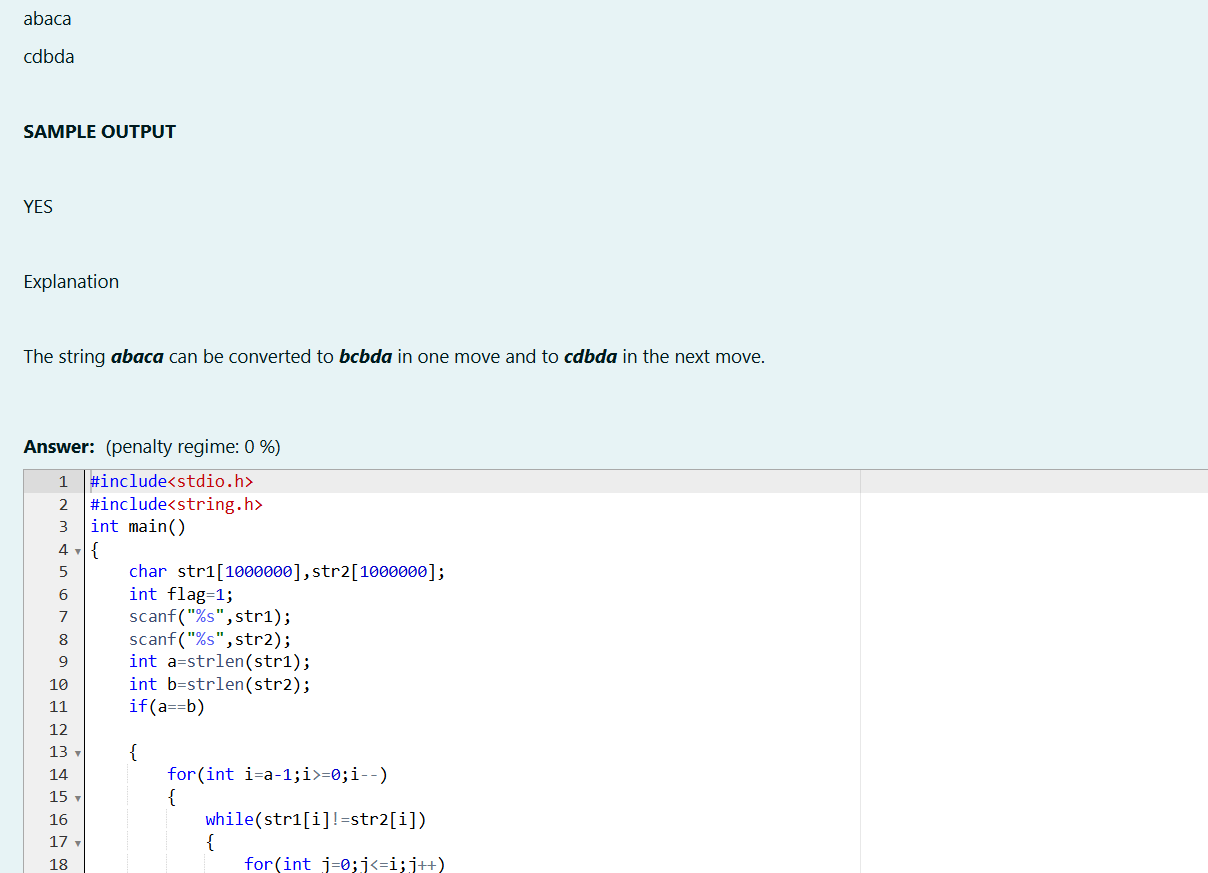 abaca
cdbda
SAMPLE OUTPUT
YES
Explanation
The string abaca can be converted to bcbda in one move and to cdbda in the next move.
Answer: (penalty regime: 0 %)
1 #include<stdio.h>
2 #include<string.h>
3 int main()
4 {
5 char str1[1000000],str2[1000000];
6 int flag=1;
7 scanf("%s",str1);
8 scanf("%s",str2);
9 int a=strlen(str1);
10 int b=strlen(str2);
11 if(a==b)
12
13 {
14 for(int i=a-1;i>=0;i--)
15 {
16 while(str1[i]!=str2[i])
17 {
18 for(int j=0;j<=i;j++)